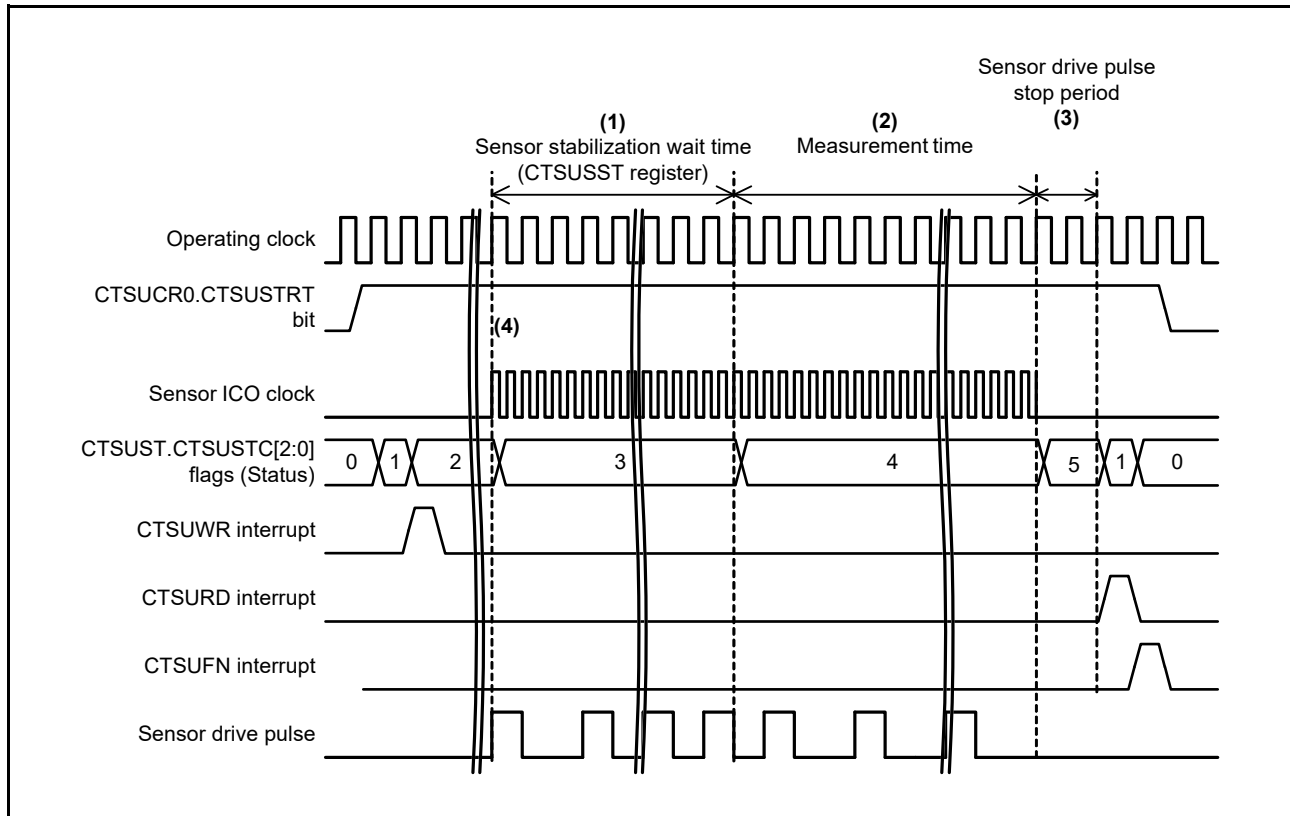 Sensor drive pulse
stop period
(3)
(1)
Sensor stabilization wait time
(CTSUSST register)
(2)
Measurement time
Operating clock
CTSUCR0.CTSUSTRT
bit
(4)
Sensor ICO clock
CTSUST.CTSUSTC[2:0]
flags (Status)
0 1 2 3 4 5 1 0
CTSUWR interrupt
CTSURD interrupt
CTSUFN interrupt
Sensor drive pulse